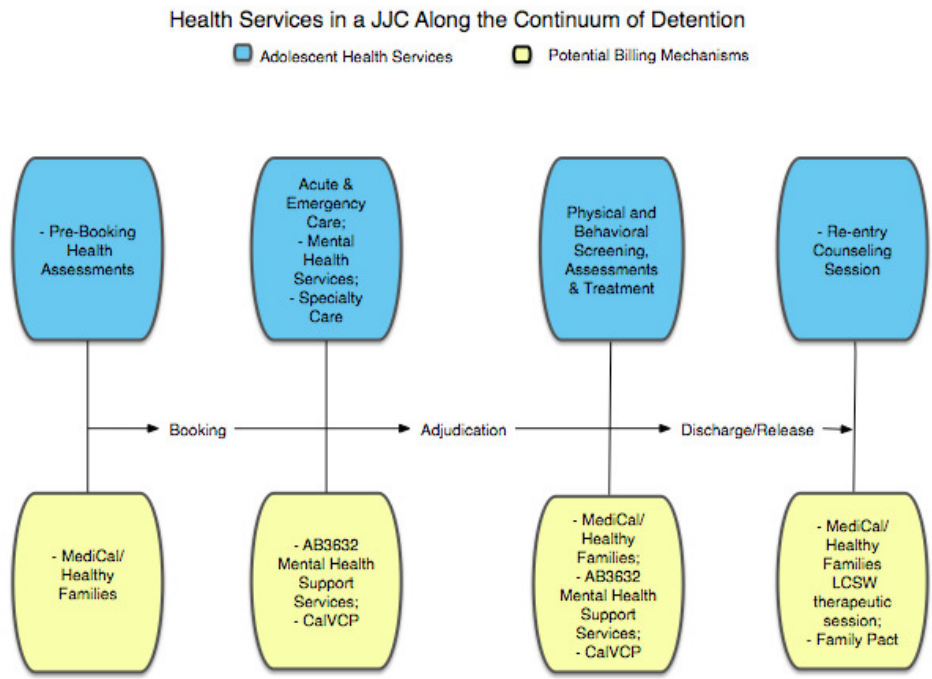 Health Services in a JJC Along the Continuum of Detention
Adolescent Health Services
Potential Billing Mechanisms
- Pre-Booking
Health
Assessments
Acute &
Emergency
Care;
- Mental
Health
Services;
- Specialty
Care
Physical and
Behavioral
Screening,
Assessments
& Treatment
- Re-entry
Counseling
Session
Booking
Adjudication
Discharge/Release
- MediCal/
Healthy
Families
- AB3632
Mental Health
Support
Services;
- CalVCP
- MediCal/
Healthy
Families;
- AB3632
Mental Health
Support
Services;
- CalVCP
- MediCal/
Healthy
Families
LCSW
therapeutic
session;
- Family Pact